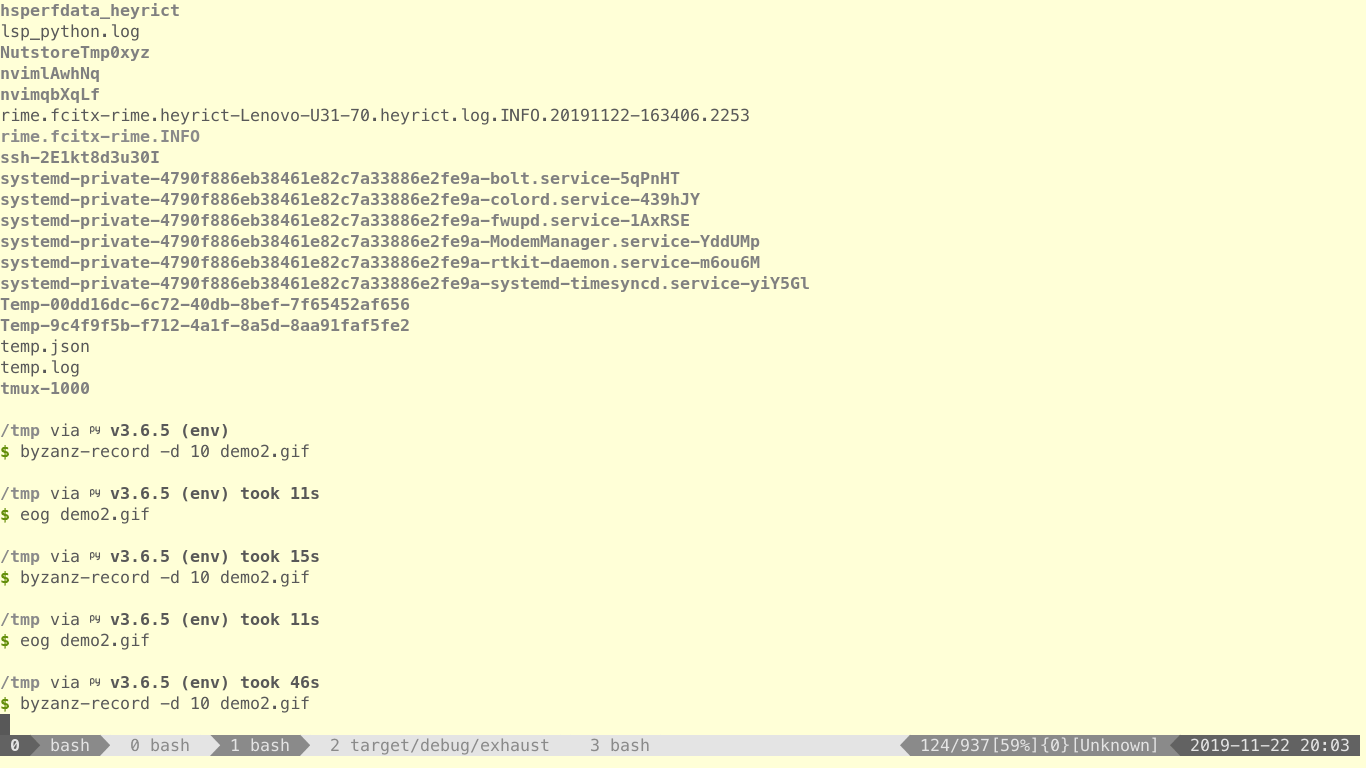 hsperfdata_heyrict
lsp_python.log
NutstoreTmp0xyz
nvimlAwhNq
nvimqbXqLf
rime.fcitx-rime.heyrict-Lenovo-U31-70.heyrict.log.INFO.20191122-163406.2253
rime.fcitx-rime.INFO
ssh-2E1kt8d3u30I
systemd-private-4790f886eb38461e82c7a33886e2fe9a-bolt.service-5qPnHT
systemd-private-4790f886eb38461e82c7a33886e2fe9a-colord.service-439hJY
systemd-private-4790f886eb38461e82c7a33886e2fe9a-fwupd.service-1AxRSE
systemd-private-4790f886eb38461e82c7a33886e2fe9a-ModemManager.service-YddUMp
systemd-private-4790f886eb38461e82c7a33886e2fe9a-rtkit-daemon.service-m6ou6M
systemd-private-4790f886eb38461e82c7a33886e2fe9a-systemd-timesyncd.service-yiY5Gl
Temp-00dd16dc-6c72-40db-8bef-7f65452af656
Temp-9c4f9f5b-f712-4a1f-8a5d-8aa91faf5fe2
temp.json
temp.log
tmux-1000
/tmp via py v3.6.5 (env)
$ byzanz-record -d 10 demo2.gif
/tmp via py v3.6.5 (env) took 11s
$ eog demo2.gif
/tmp via py v3.6.5 (env) took 15s
$ byzanz-record -d 10 demo2.gif
/tmp via py v3.6.5 (env) took 11s
$ eog demo2.gif
/tmp via py v3.6.5 (env) took 46s
$ byzanz-record -d 10 demo2.gif
0 bash 0 bash 1 bash 2 target/debug/exhaust 3 bash 124/937[59%]{0}[Unknown] 2019-11-22 20:03